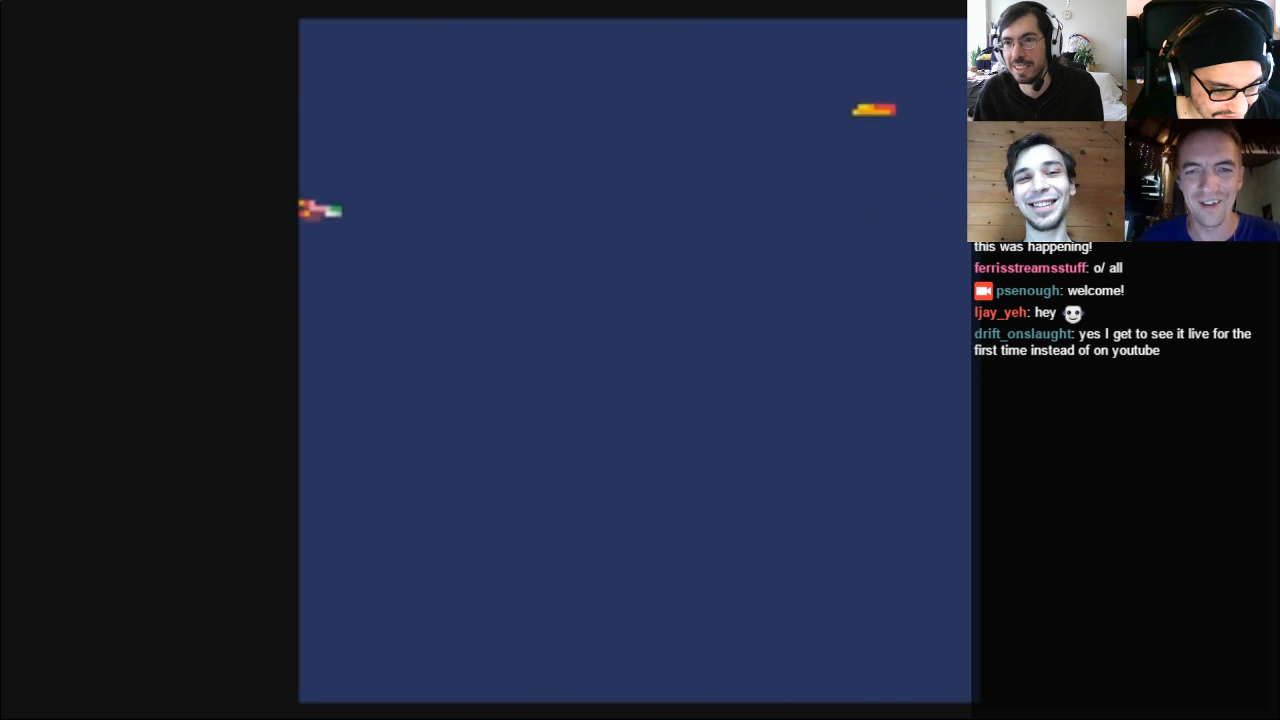 this was happening!
ferrisstreamsstuff: o/ all
psenough: welcome!
ljay_yeh: hey
drift_onslaught: yes I get to see it live for the
first time instead of on youtube